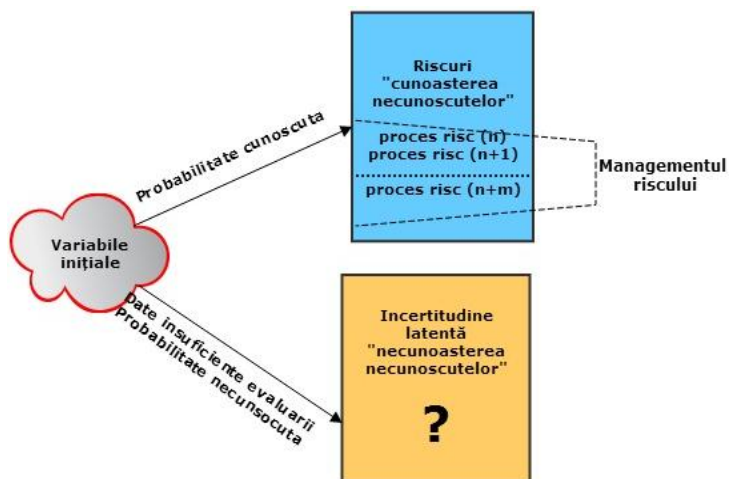 Riscuri
"cunoasterea
necunoscutelor"
proces risc (n)
proces risc (n+1)
proces risc (n+m)
Managementul
riscului
Probabilitate cunoscuta
Variabile
inițiale
Date insuficiente evaluarii
Probabilitate necunsocuta
Incertitudine
latentă
"necunoasterea
necunoscutelor"
?